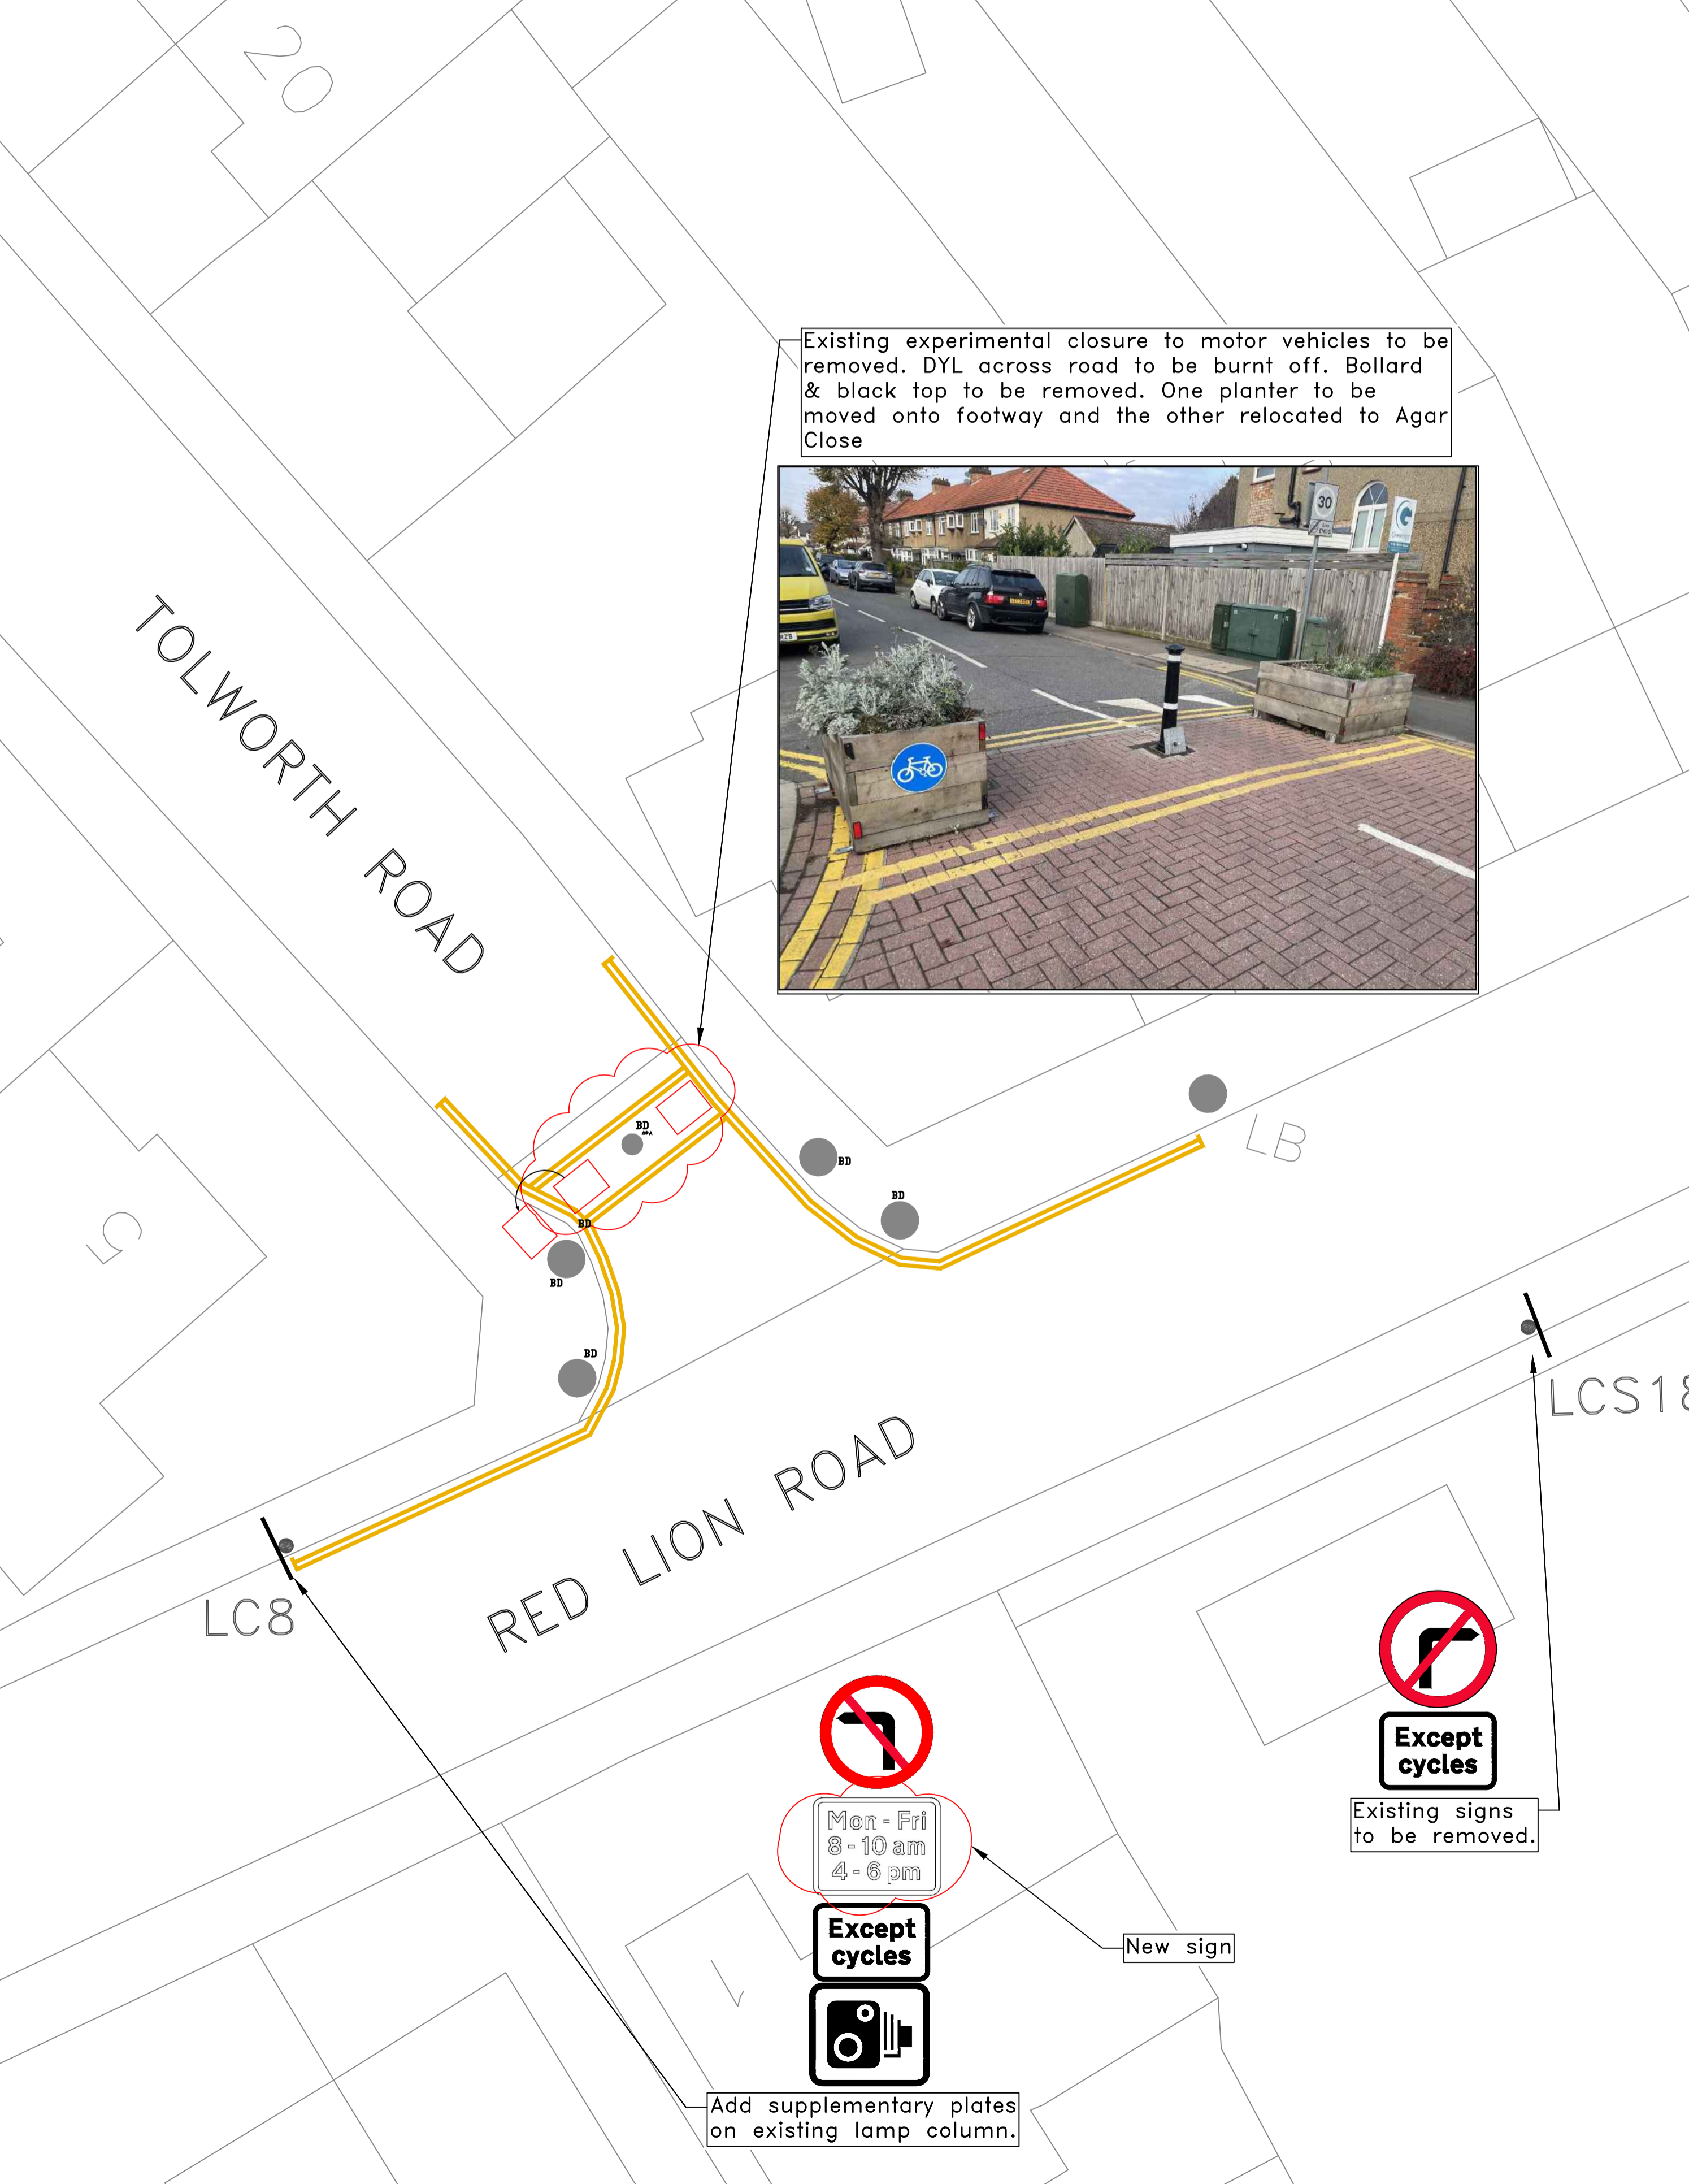 20
Existing experimental closure to motor vehicles to be
removed. DYL across road to be burnt off. Bollard
& black top to be removed. One planter to be
moved onto footway and the other relocated to Agar
Close
30
TOLWORTH ROAD
BD
BD
BD
BD
BD
BD
LB
5
LCS18
LC8
RED LION ROAD
Except
cycles
Existing signs
to be removed.
Mon - Fri
8 - 10 am
4 - 6 pm
Except
cycles
New sign
1
Add supplementary plates
on existing lamp column.